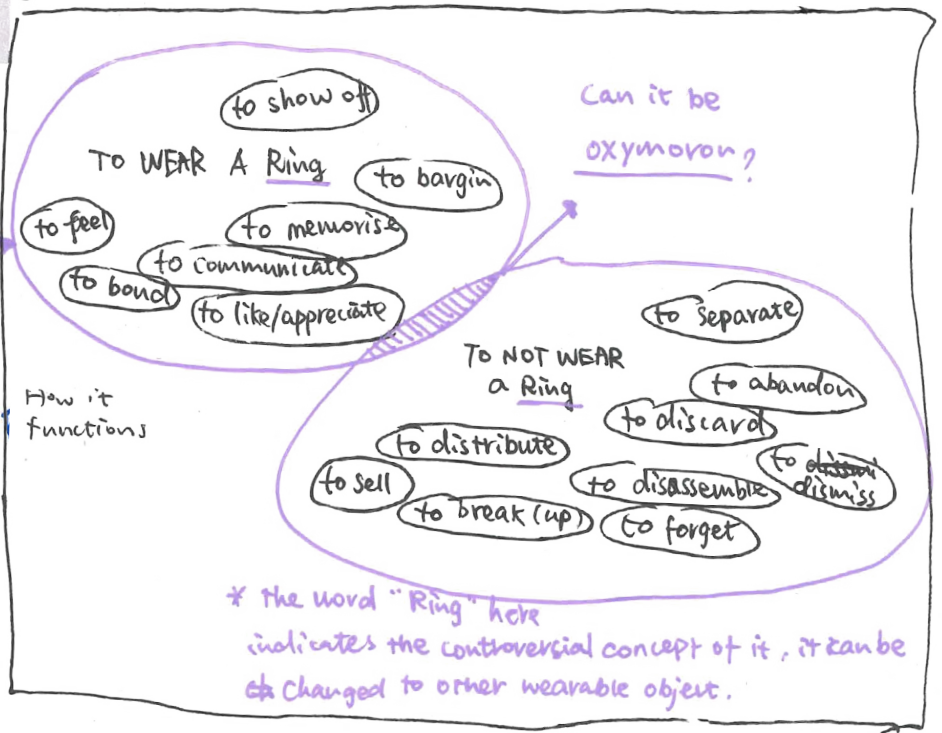 to show off
TO WEAR A Ring
to bargin
to feel
to memorise
to communicate
to bond
to like/appreciate
Can it be
oxymoron?
to separate
TO NOT WEAR
a Ring
to abandon
to discard
to distribute
to dismiss
to sell
to disassemble
to break (up)
to forget
How it
functions
* the word "Ring" here
indicates the controversial concept of it, it can be
changed to other wearable object.